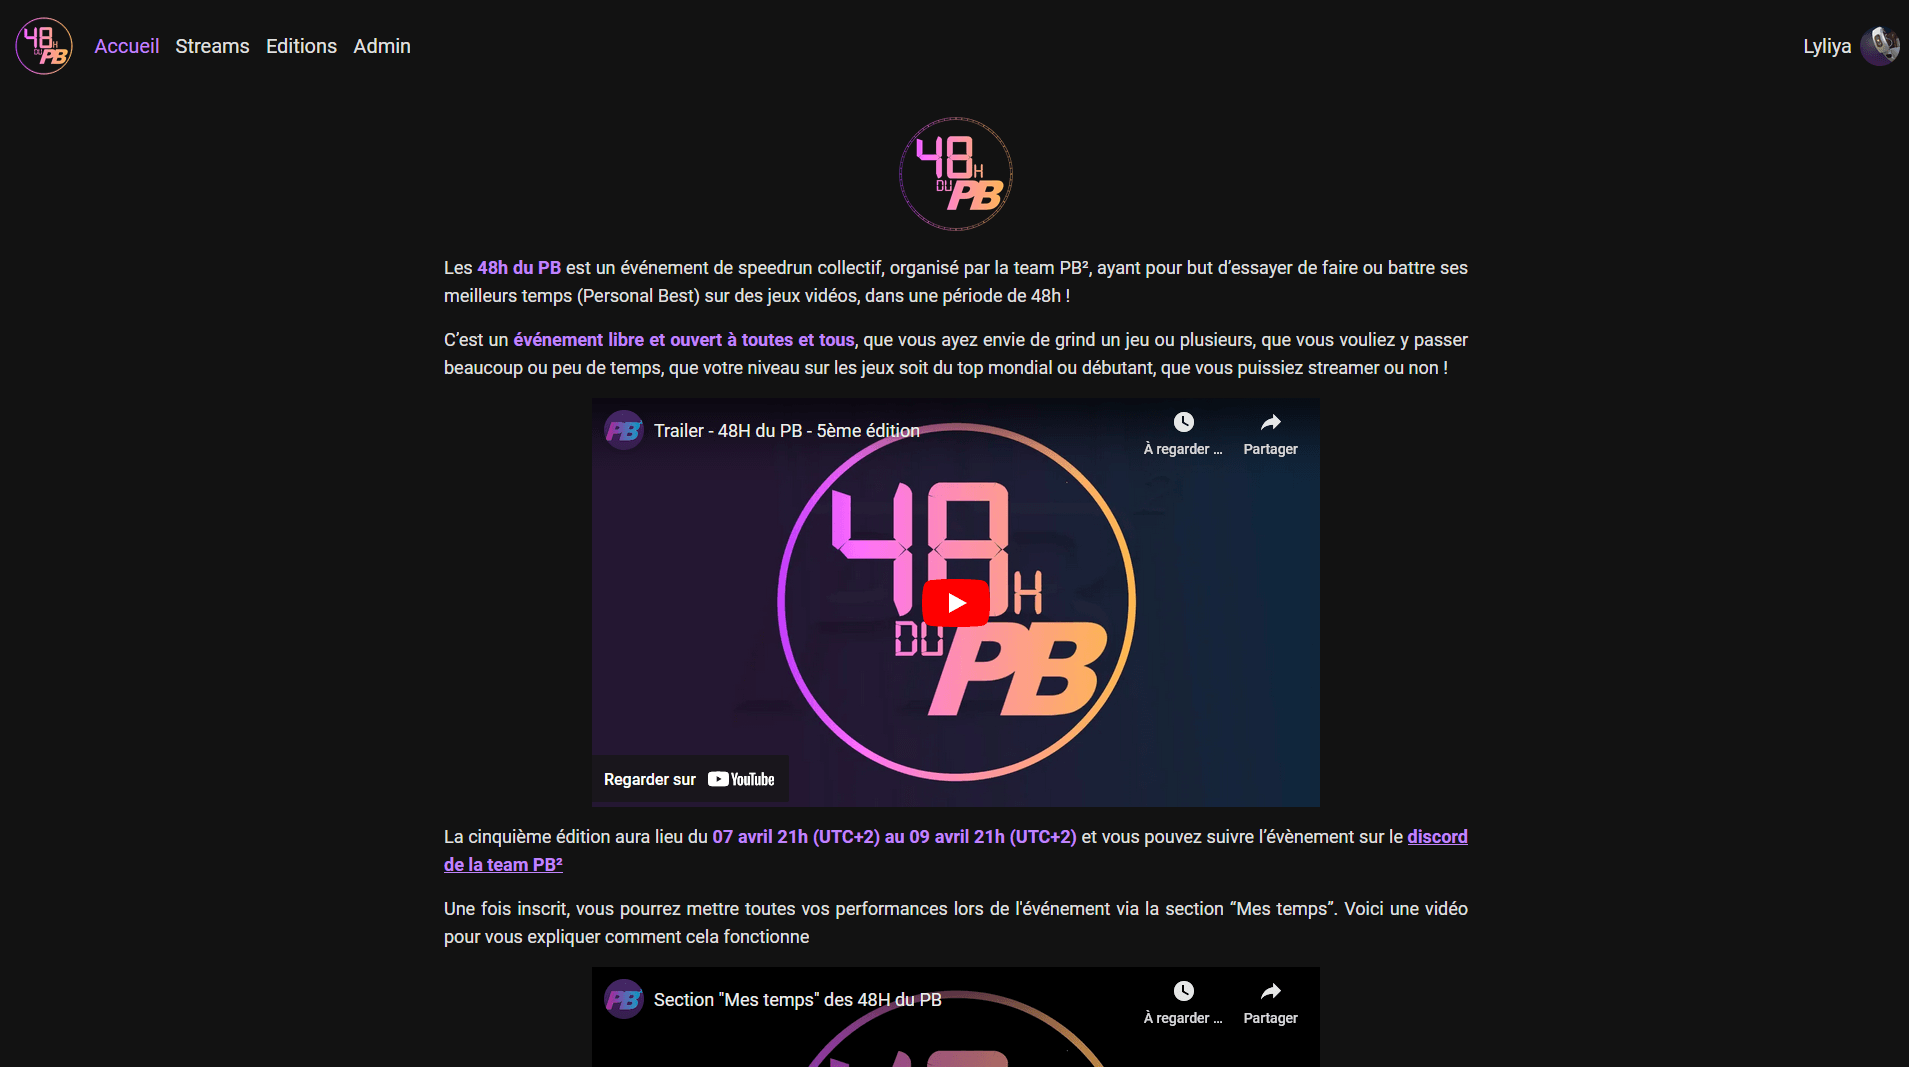 48H DU PB
Accueil Streams Editions Admin
Lyliya
48H DU PB
Les 48h du PB est un événement de speedrun collectif, organisé par la team PB², ayant pour but d’essayer de faire ou battre ses
meilleurs temps (Personal Best) sur des jeux vidéos, dans une période de 48h !
C’est un événement libre et ouvert à toutes et tous, que vous ayez envie de grind un jeu ou plusieurs, que vous vouliez y passer
beaucoup ou peu de temps, que votre niveau sur les jeux soit du top mondial ou débutant, que vous puissiez streamer ou non !
PB² Trailer - 48H du PB - 5ème édition
À regarder ... Partager
48H
DU PB
Regarder sur YouTube
La cinquième édition aura lieu du 07 avril 21h (UTC+2) au 09 avril 21h (UTC+2) et vous pouvez suivre l’évènement sur le discord
de la team PB²
Une fois inscrit, vous pourrez mettre toutes vos performances lors de l'événement via la section “Mes temps”. Voici une vidéo
pour vous expliquer comment cela fonctionne
PB² Section "Mes temps" des 48H du PB
À regarder ... Partager